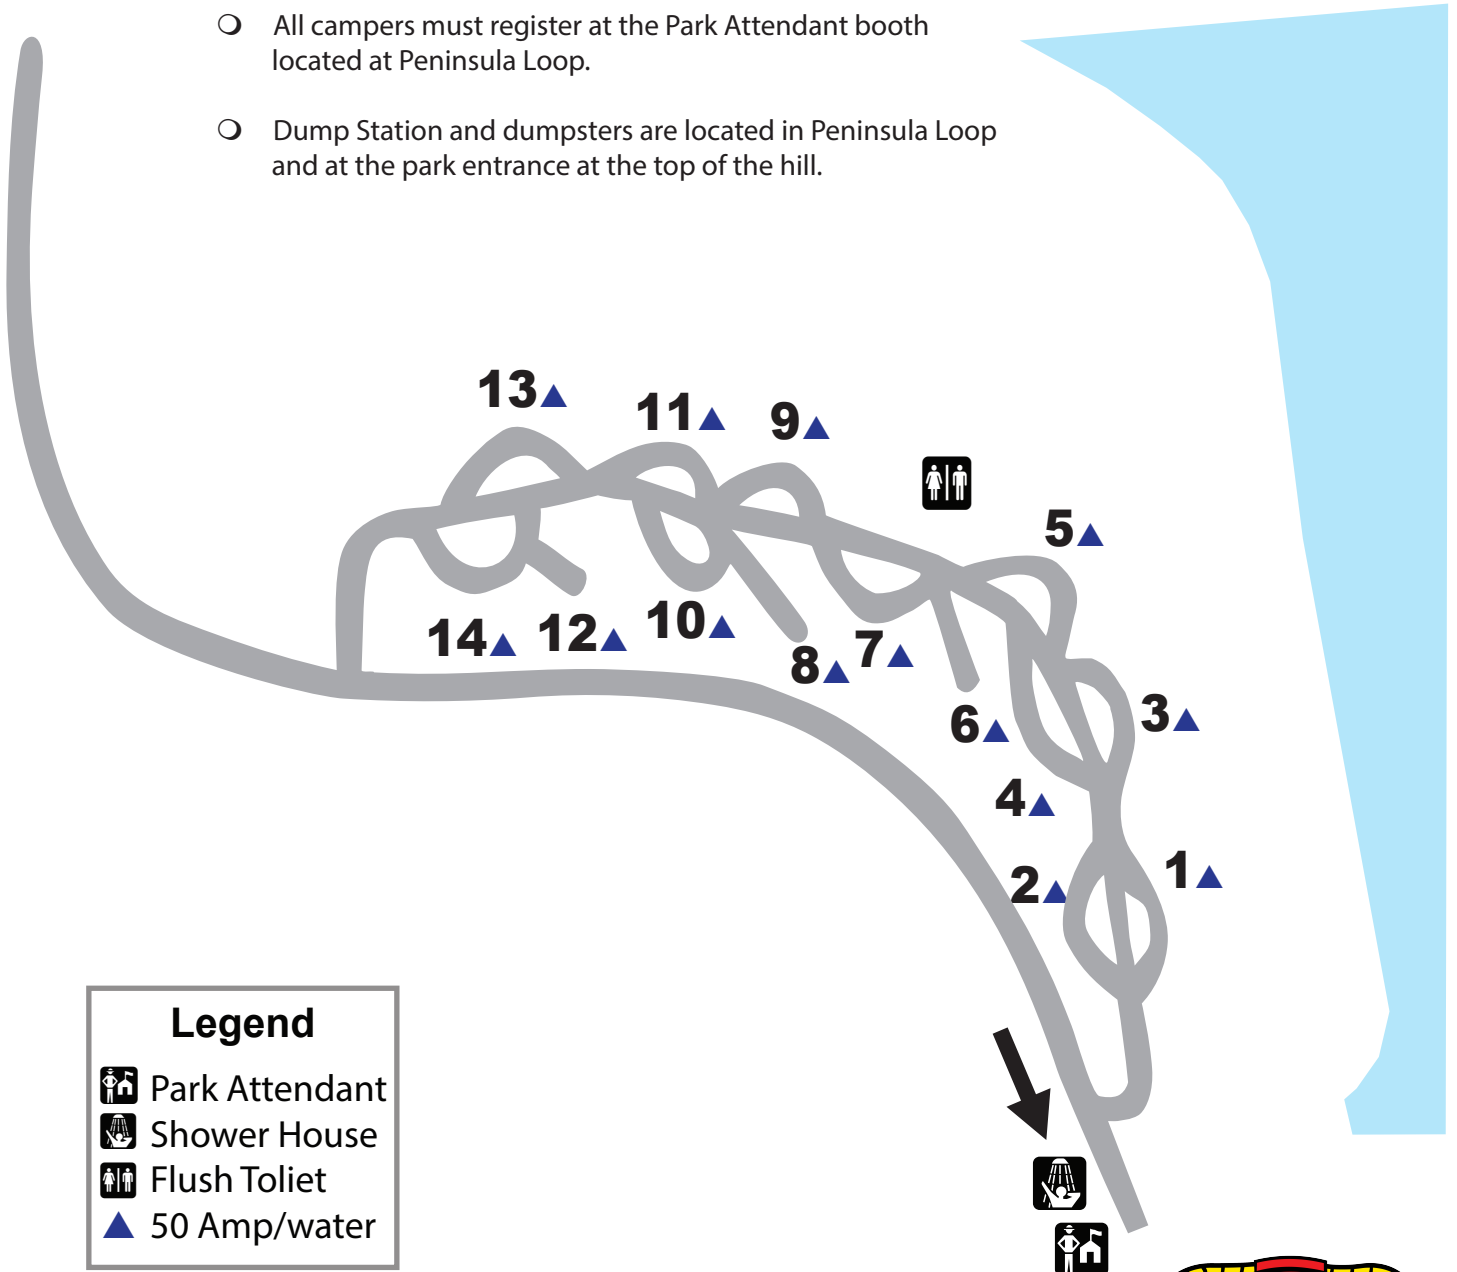 ❍ All campers must register at the Park Attendant booth
located at Peninsula Loop.
❍ Dump Station and dumpsters are located in Peninsula Loop
and at the park entrance at the top of the hill.
13
11
9
5
14
12
10
8
7
6
3
4
2
1
Legend
Park Attendant
Shower House
Flush Toliet
50 Amp/water